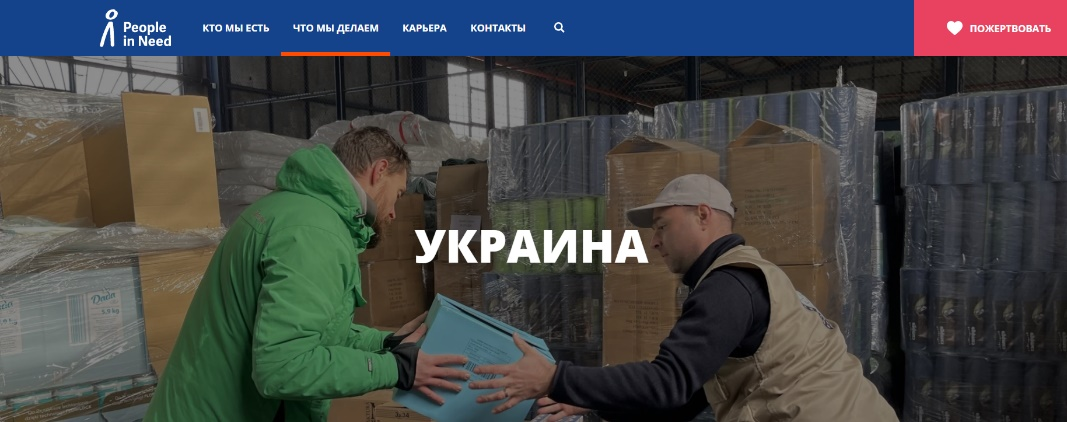 People
in Need
КТО МЫ ЕСТЬ
ЧТО МЫ ДЕЛАЕМ
КАРЬЕРА
КОНТАКТЫ
ПОЖЕРТВОВАТЬ
УКРАИНА